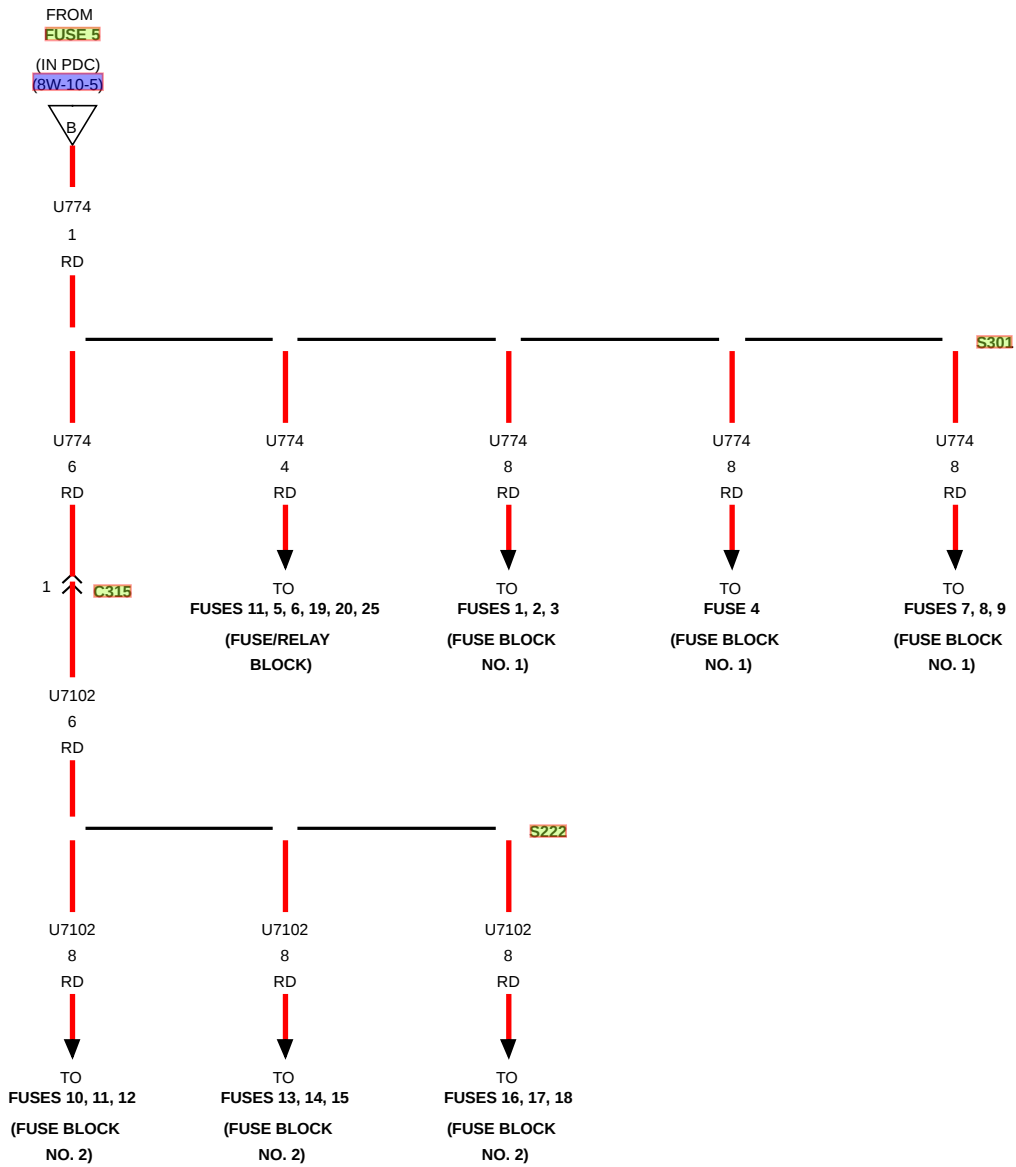 FROM
FUSE 5
(IN PDC)
(8W-10-5)
B
U774
1
RD
S301
U774 U774 U774 U774 U774
6 4 8 8 8
RD RD RD RD RD
1 C315
TO TO TO TO
FUSES 11, 5, 6, 19, 20, 25 FUSES 1, 2, 3 FUSE 4 FUSES 7, 8, 9
(FUSE/RELAY (FUSE BLOCK (FUSE BLOCK (FUSE BLOCK
BLOCK) NO. 1) NO. 1) NO. 1)
U7102
6
RD
S222
U7102 U7102 U7102
8 8 8
RD RD RD
TO TO TO
FUSES 10, 11, 12 FUSES 13, 14, 15 FUSES 16, 17, 18
(FUSE BLOCK (FUSE BLOCK (FUSE BLOCK
NO. 2) NO. 2) NO. 2)